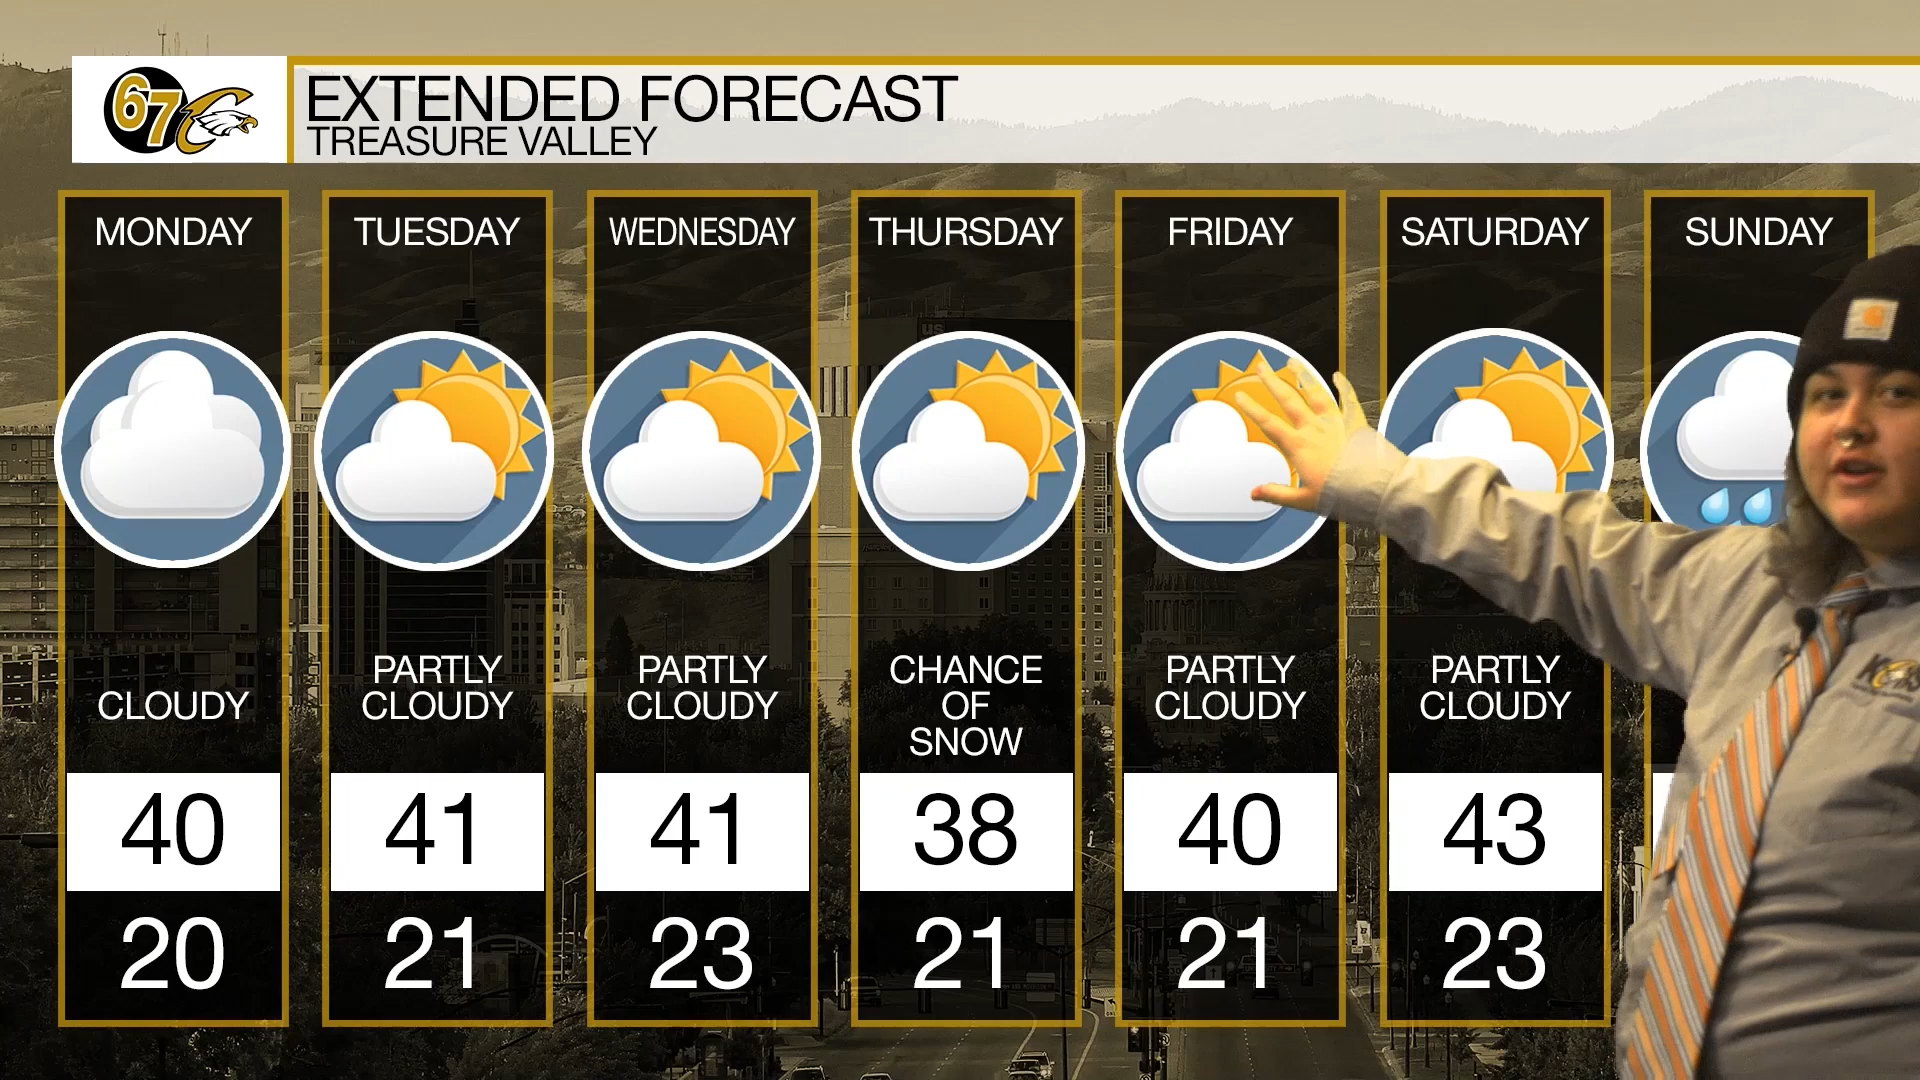 67
EXTENDED FORECAST
TREASURE VALLEY
MONDAY
CLOUDY
40
20
TUESDAY
PARTLY
CLOUDY
41
21
WEDNESDAY
PARTLY
CLOUDY
41
23
THURSDAY
CHANCE
OF
SNOW
38
21
FRIDAY
PARTLY
CLOUDY
40
21
SATURDAY
PARTLY
CLOUDY
43
23
SUNDAY
us